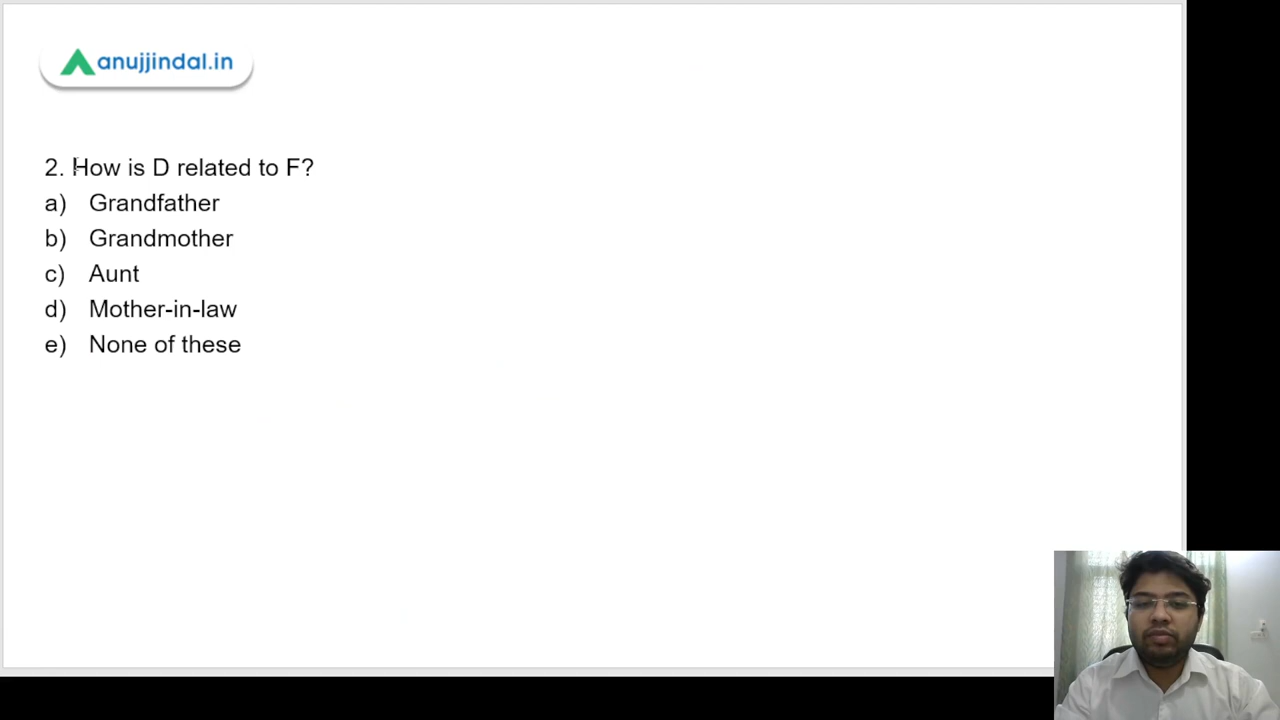 anujjindal.in
2. How is D related to F?
a) Grandfather
b) Grandmother
c) Aunt
d) Mother-in-law
e) None of these